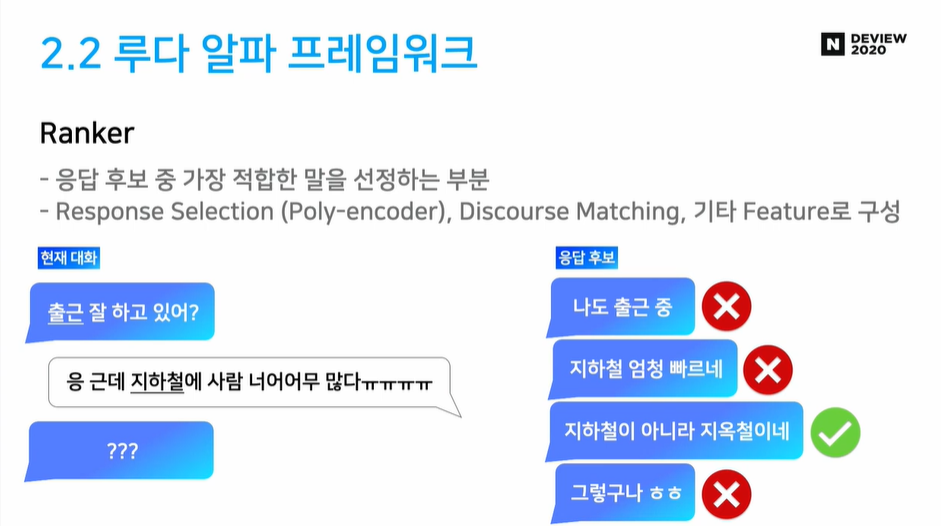 2.2 루다 알파 프레임워크
N DEVIEW
2020
Ranker
- 응답 후보 중 가장 적합한 말을 선정하는 부분
- Response Selection (Poly-encoder), Discourse Matching, 기타 Feature로 구성
현재 대화
출근 잘 하고 있어?
응 근데 지하철에 사람 너어어무 많다ㅠㅠㅠㅠ
???
응답 후보
나도 출근 중
지하철 엄청 빠르네
지하철이 아니라 지옥철이네
그렇구나 ㅎㅎ